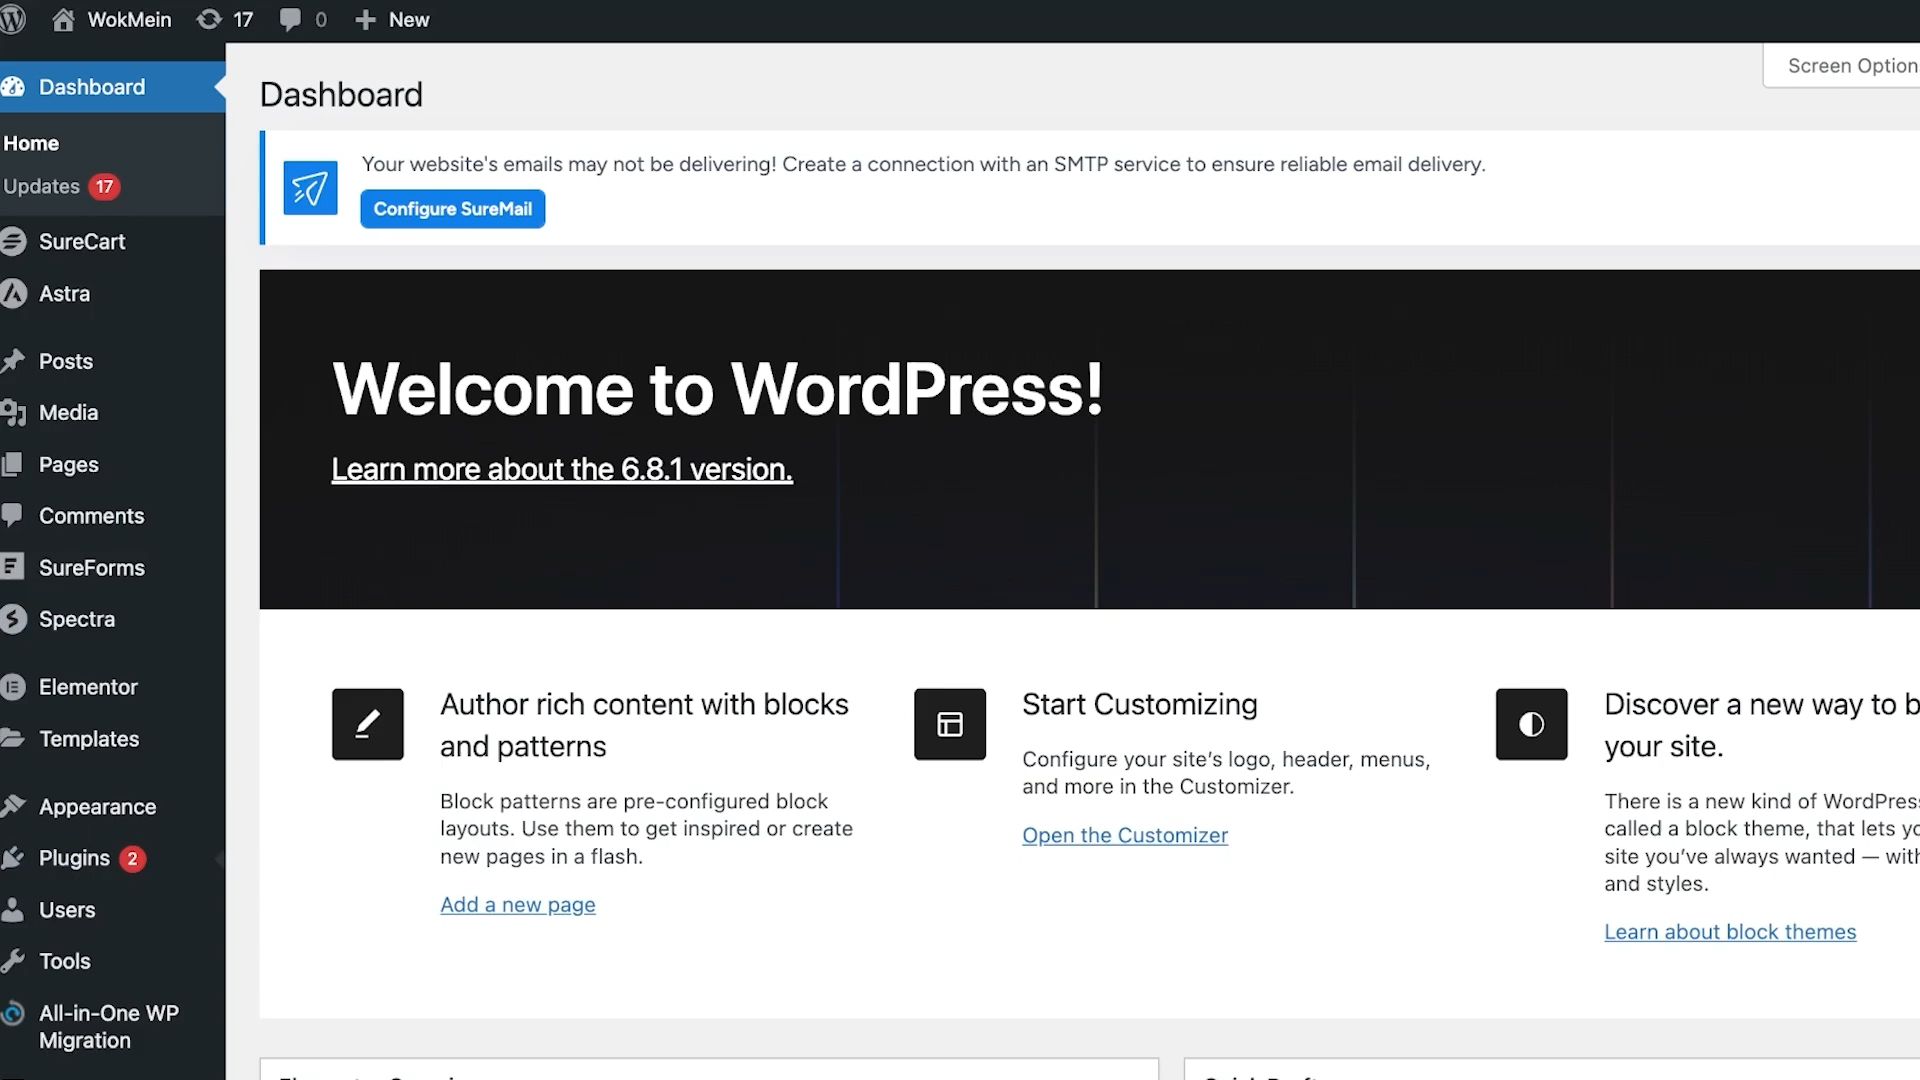 WokMein 17 0 New
Screen Option
Dashboard
Home
Updates 17
SureCart
Astra
Posts
Media
Pages
Comments
SureForms
Spectra
Elementor
Templates
Appearance
Plugins 2
Users
Tools
All-in-One WP
Migration
Dashboard
Your website's emails may not be delivering! Create a connection with an SMTP service to ensure reliable email delivery.
Configure SureMail
Welcome to WordPress!
Learn more about the 6.8.1 version.
Author rich content with blocks
and patterns
Block patterns are pre-configured block
layouts. Use them to get inspired or create
new pages in a flash.
Add a new page
Start Customizing
Configure your site's logo, header, menus,
and more in the Customizer.
Open the Customizer
Discover a new way to b
your site.
There is a new kind of WordPress
called a block theme, that lets yo
site you've always wanted — with
and styles.
Learn about block themes